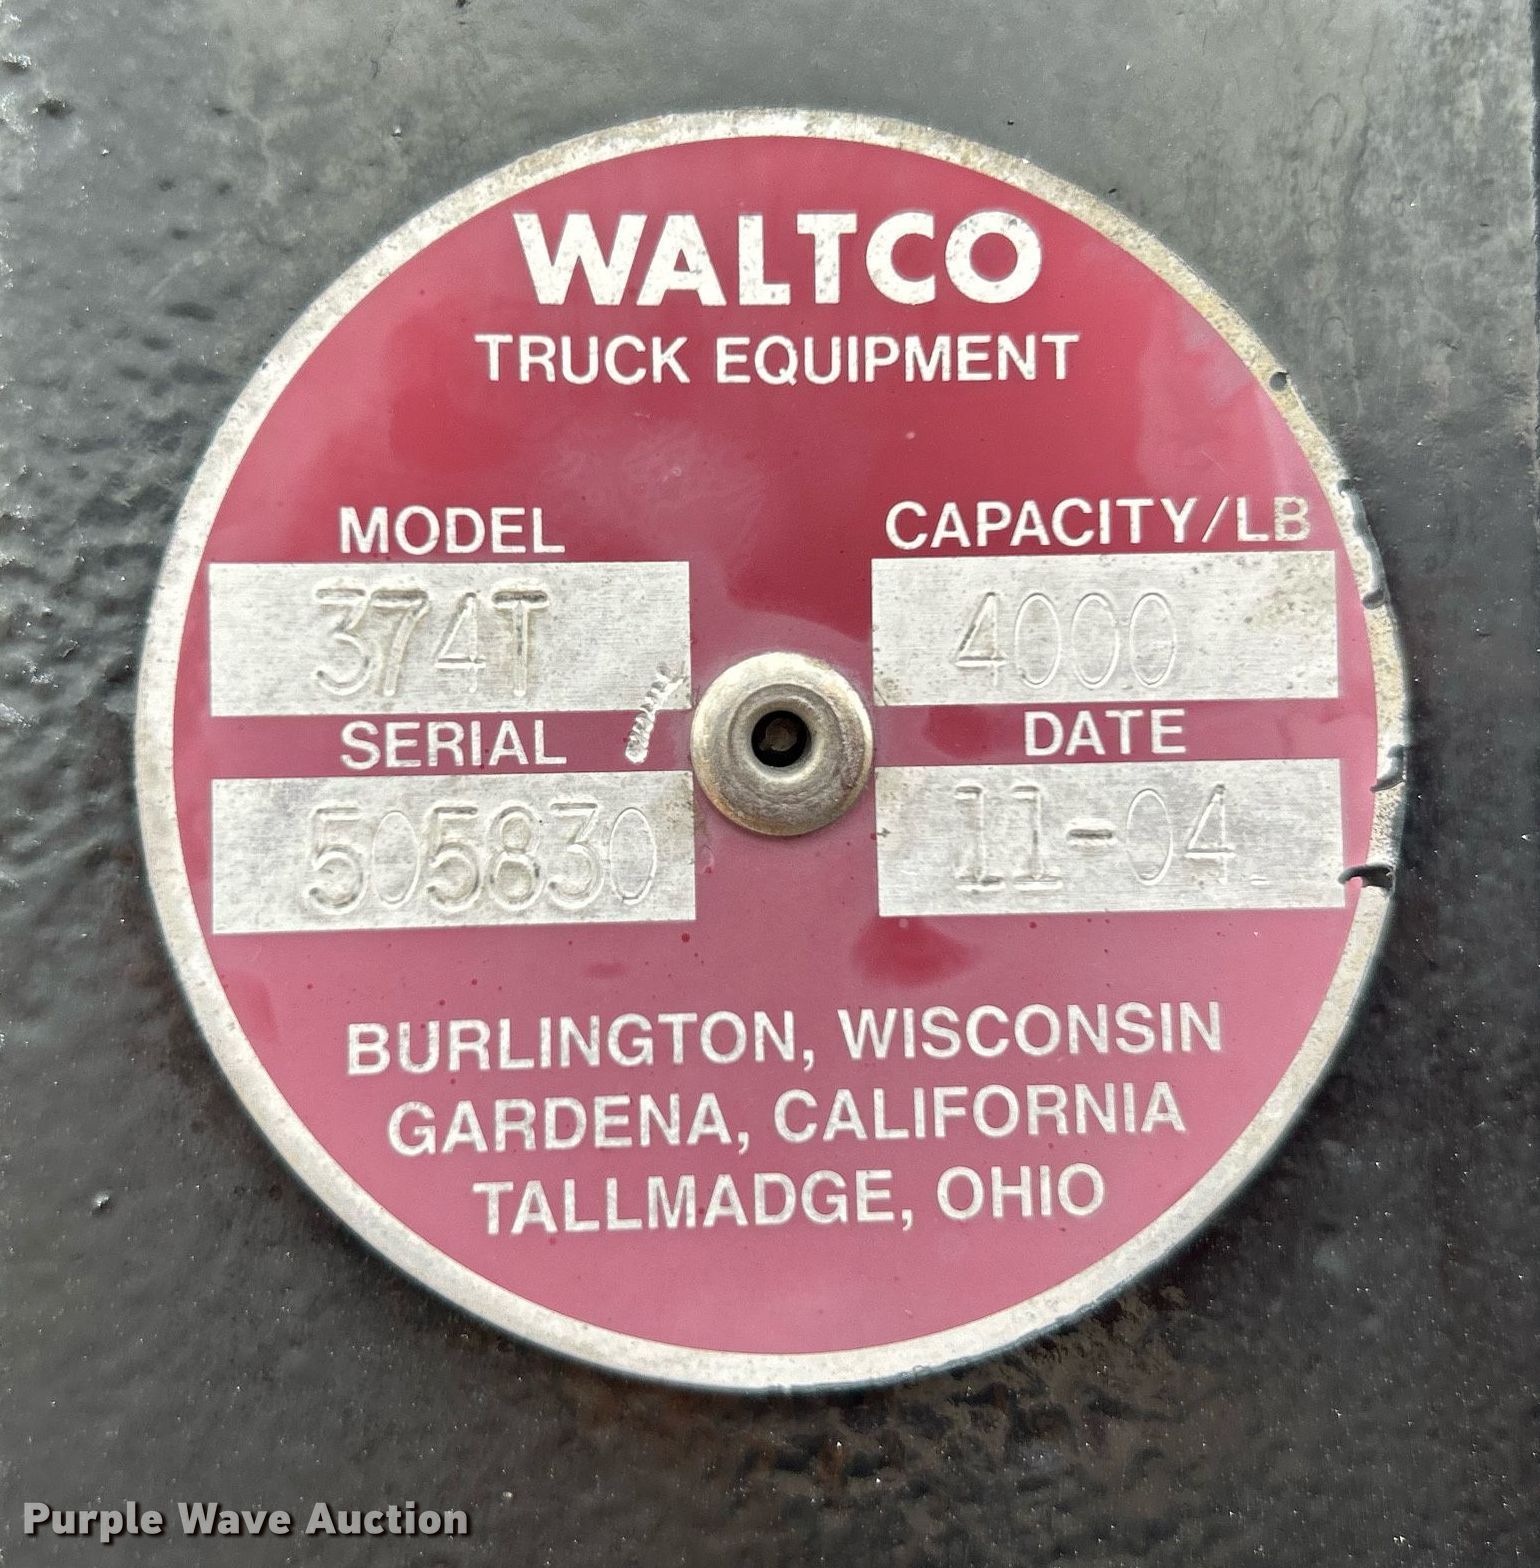 WALTCO
TRUCK EQUIPMENT
MODEL
CAPACITY/LB
374T
4000
SERIAL
DATE
505830
11-04
BURLINGTON, WISCONSIN
GARDENA, CALIFORNIA
TALLMADGE, OHIO
Purple Wave Auction